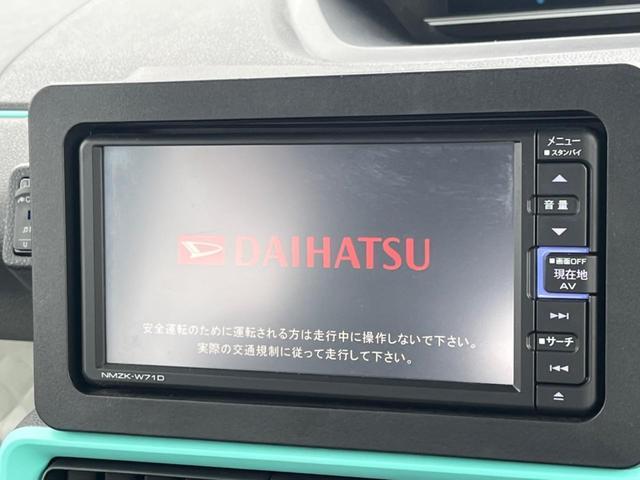 DAIHATSU
安全運転のために運転される方は走行中に操作しないで下さい。
実際の交通規制に従って走行して下さい。
NMZK-W71D
メニュー
■スタンバイ
音量
■画面OFF
現在地
AV
■サーチ